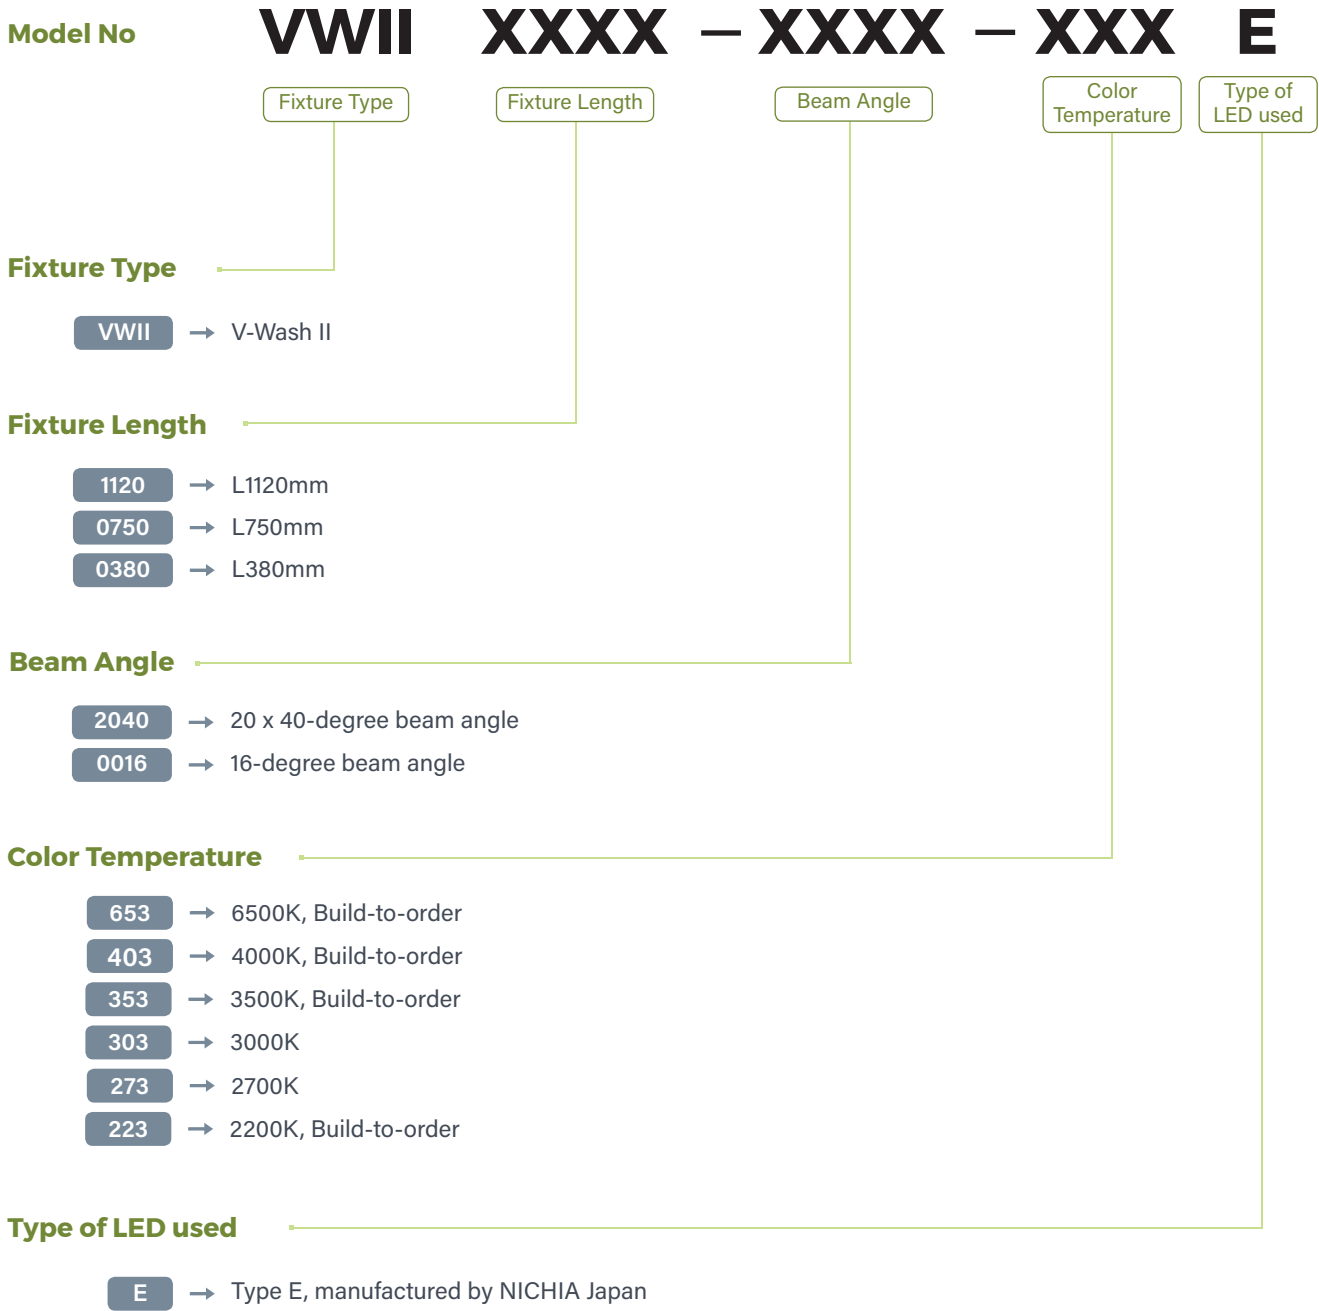 Model No VWII XXXX – XXXX – XXX E
Fixture Type
Fixture Length
Beam Angle
Color
Temperature
Type of
LED used
Fixture Type
VWII → V-Wash II
Fixture Length
1120 → L1120mm
0750 → L750mm
0380 → L380mm
Beam Angle
2040 → 20 x 40-degree beam angle
0016 → 16-degree beam angle
Color Temperature
653 → 6500K, Build-to-order
403 → 4000K, Build-to-order
353 → 3500K, Build-to-order
303 → 3000K
273 → 2700K
223 → 2200K, Build-to-order
Type of LED used
E → Type E, manufactured by NICHIA Japan